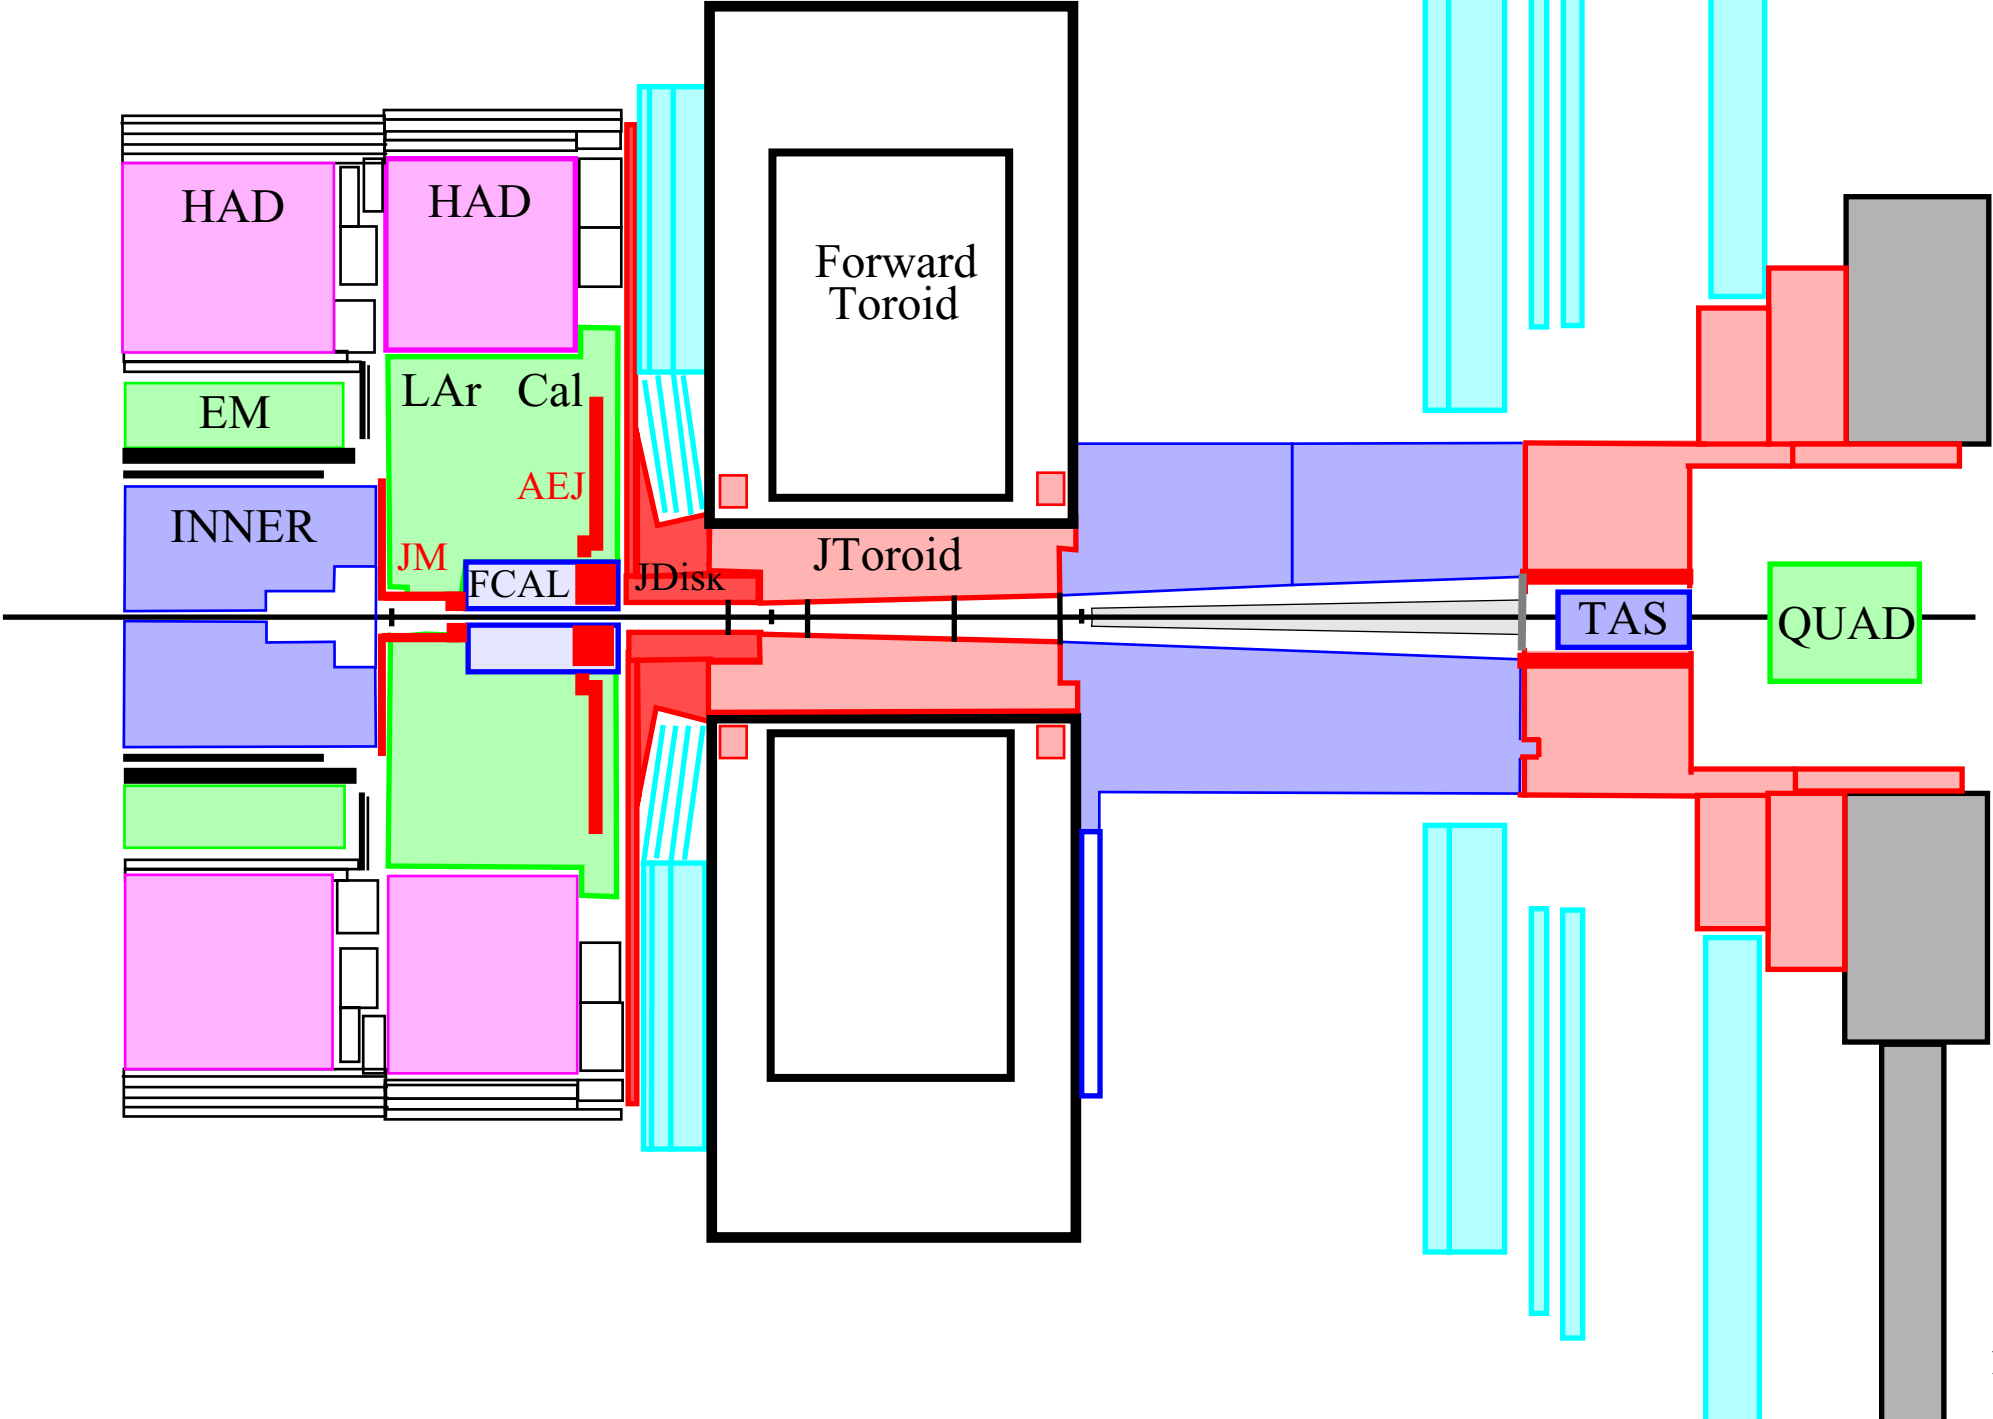 HAD
HAD
Forward
Toroid
LAr Cal
EM
AEJ
INNER
JM
JToroid
FCAL
JDisk
TAS
QUAD